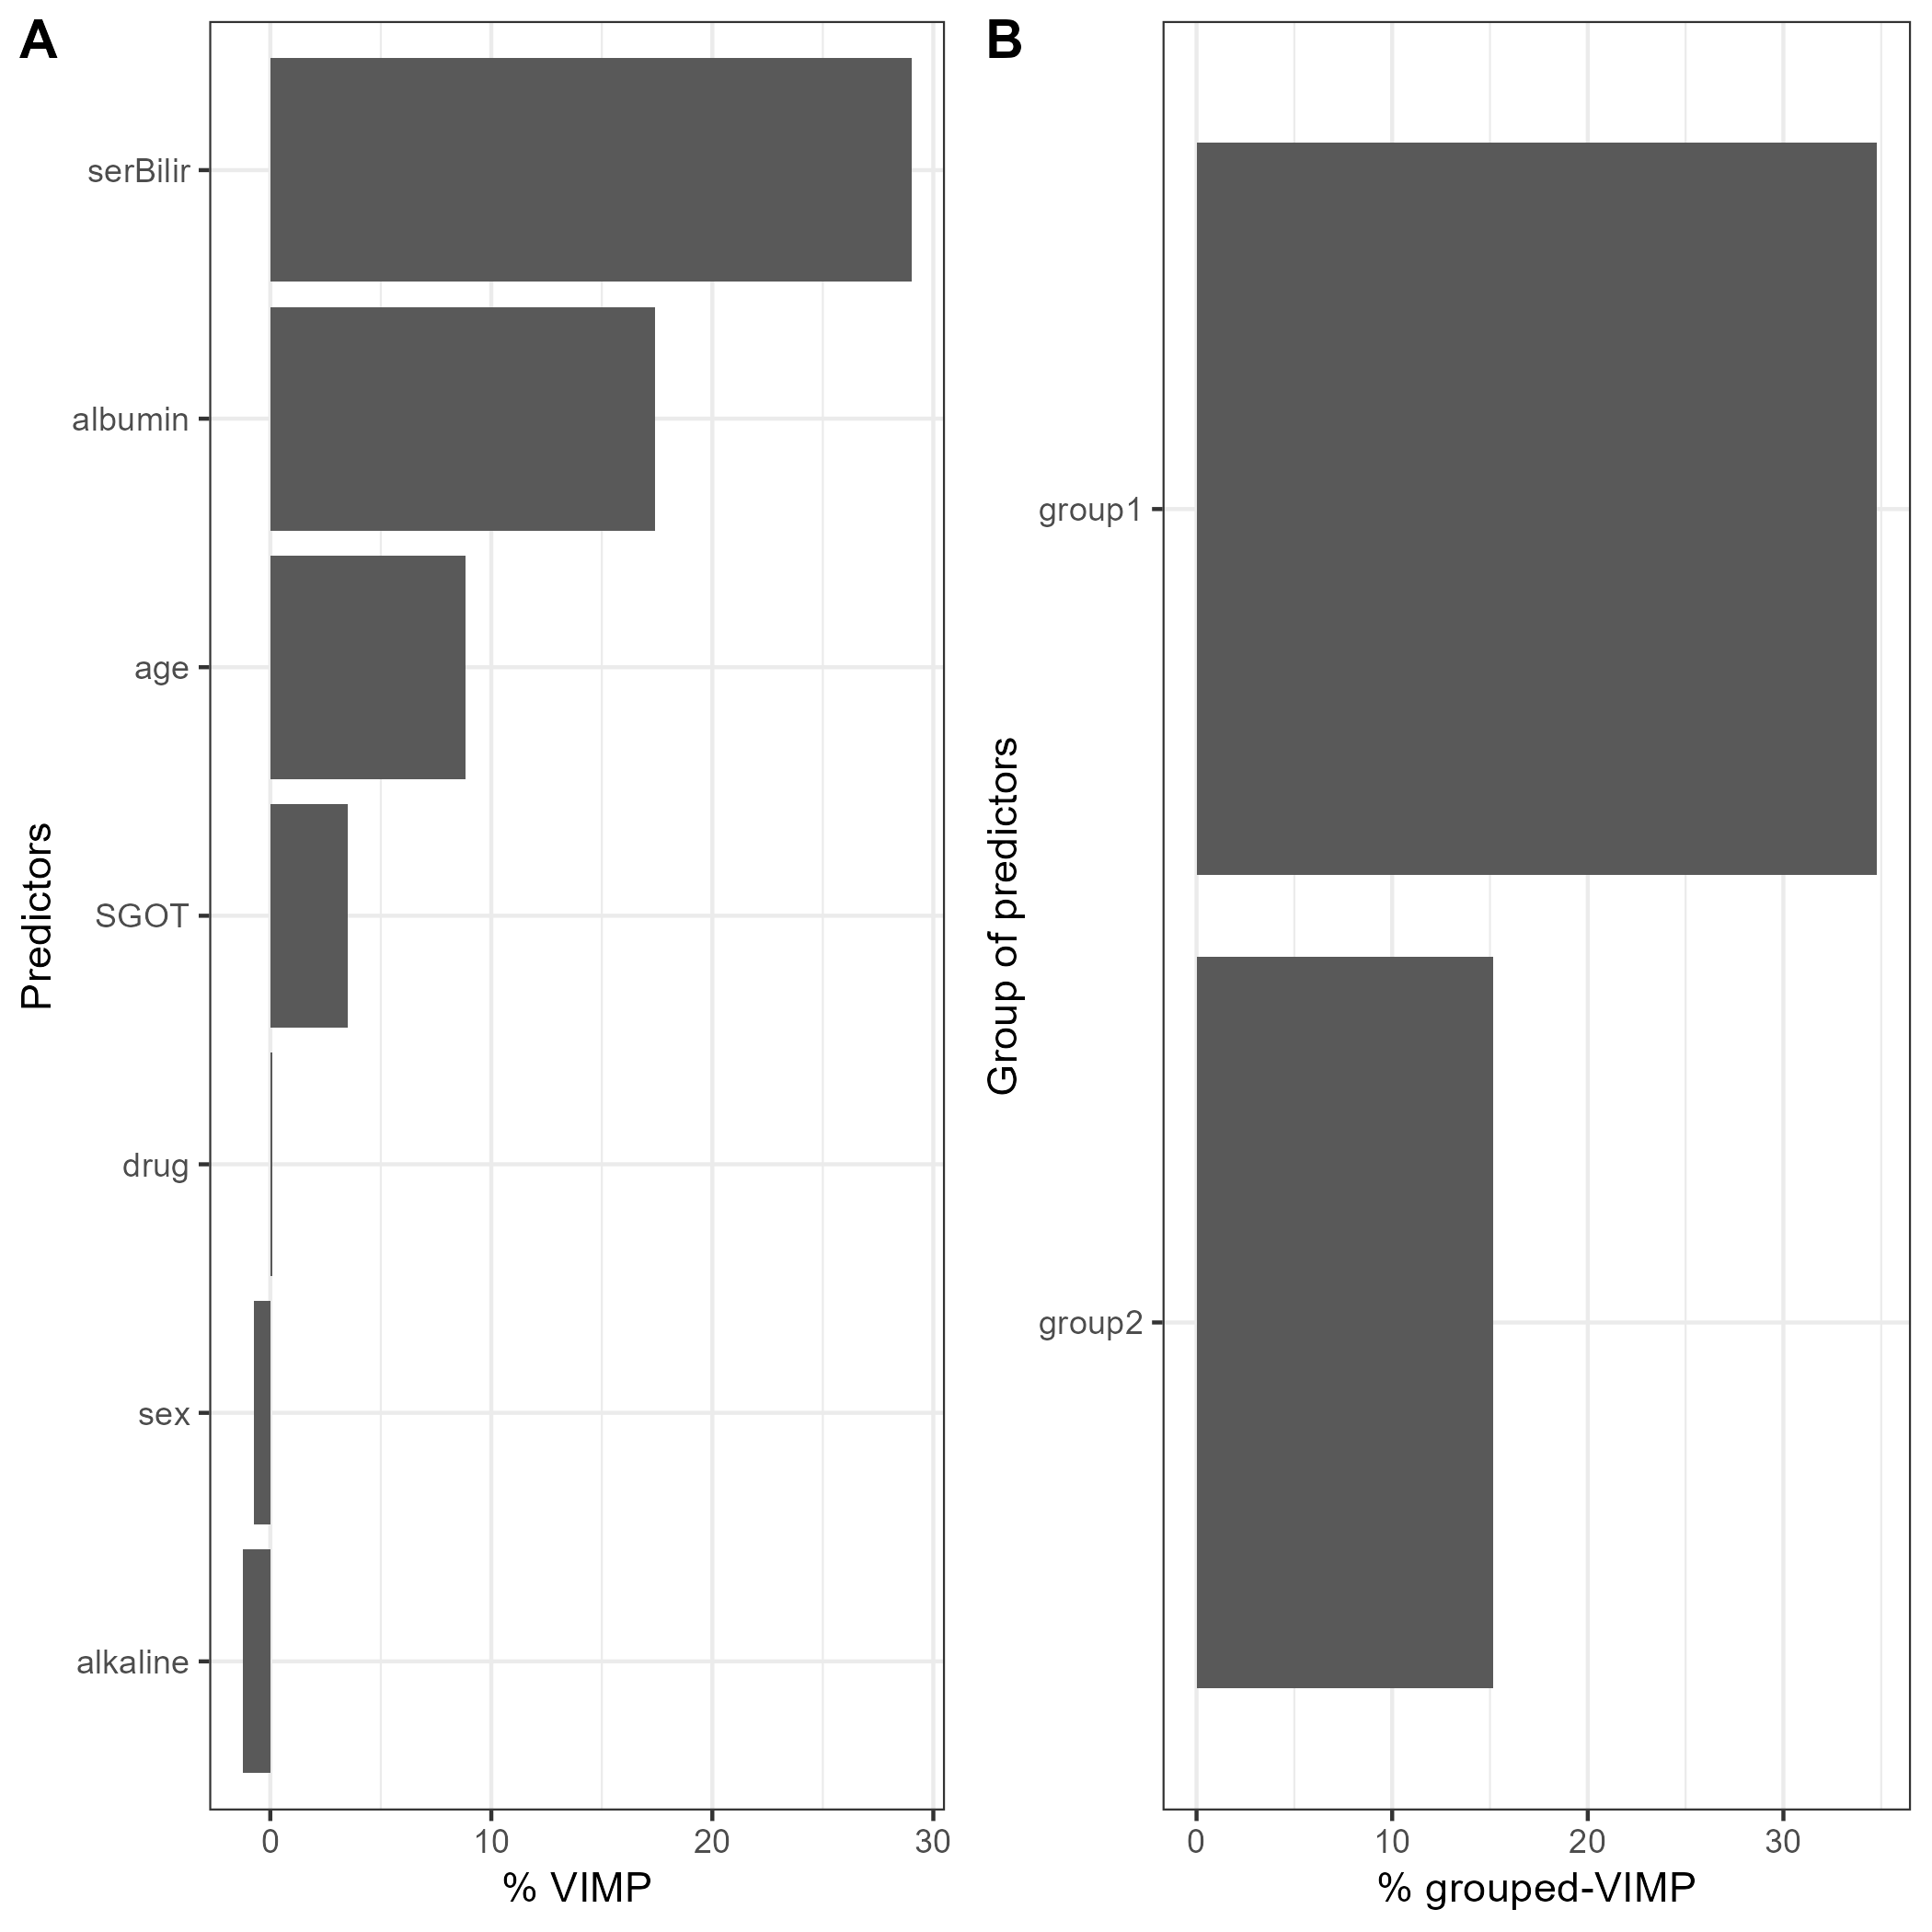 A
Predictors
serBilir
albumin
age
SGOT
drug
sex
alkaline
0 10 20 30
% VIMP
B
Group of predictors
group1
group2
0 10 20 30
% grouped-VIMP